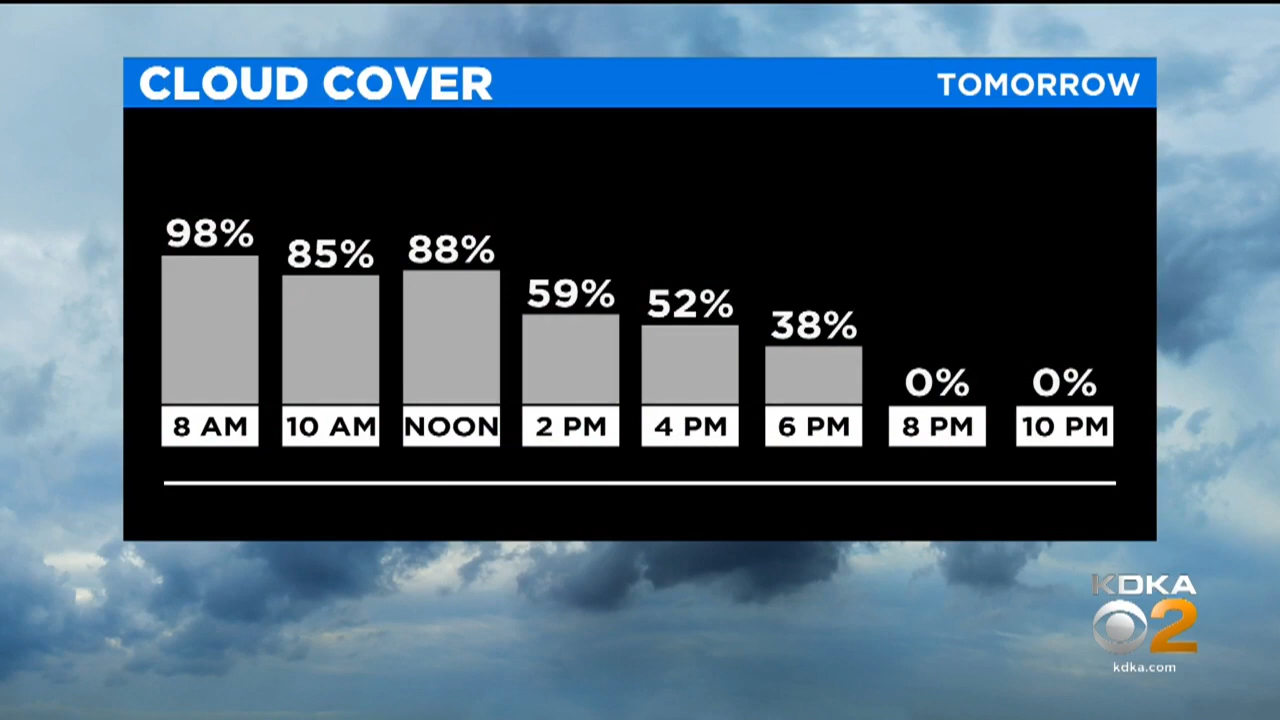 CLOUD COVER TOMORROW
98% 85% 88% 59% 52% 38% 0% 0%
8 AM 10 AM NOON 2 PM 4 PM 6 PM 8 PM 10 PM
KDKA
2
kdka.com